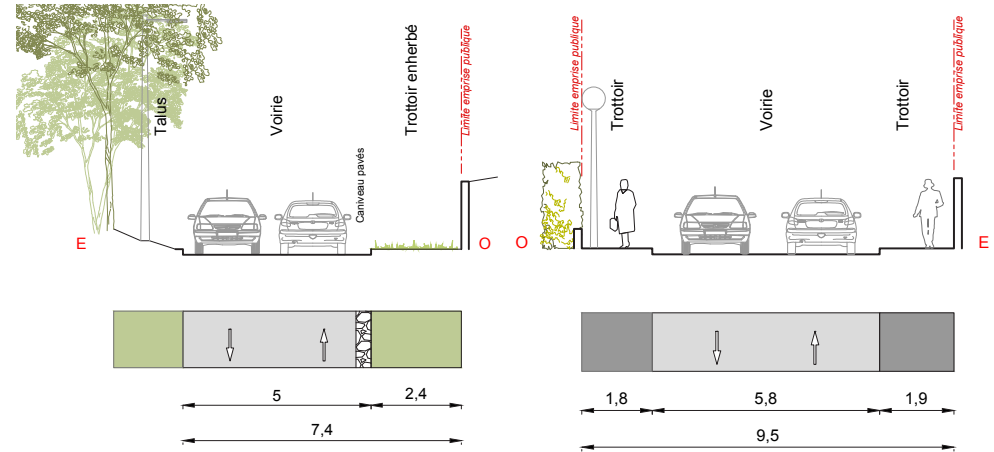 Talus
Voirie
Caniveau pavés
Trottoir enherbé
Limite emprise publique
E
O
5
2,4
7,4
Limite emprise publique
Trottoir
Voirie
Trottoir
Limite emprise publique
O
E
1,8
5,8
1,9
9,5